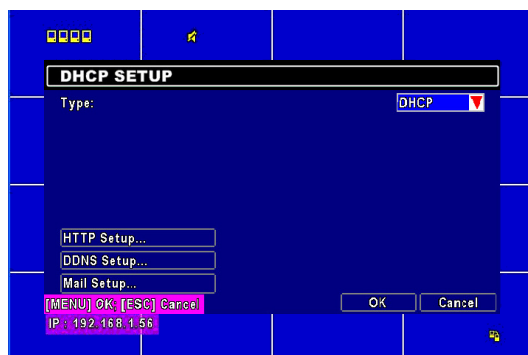 DHCP SETUP
Type: DHCP
HTTP Setup...
DDNS Setup...
Mail Setup...
[MENU] OK; [ESC] Cancel
OK Cancel
IP : 192.168.1.56